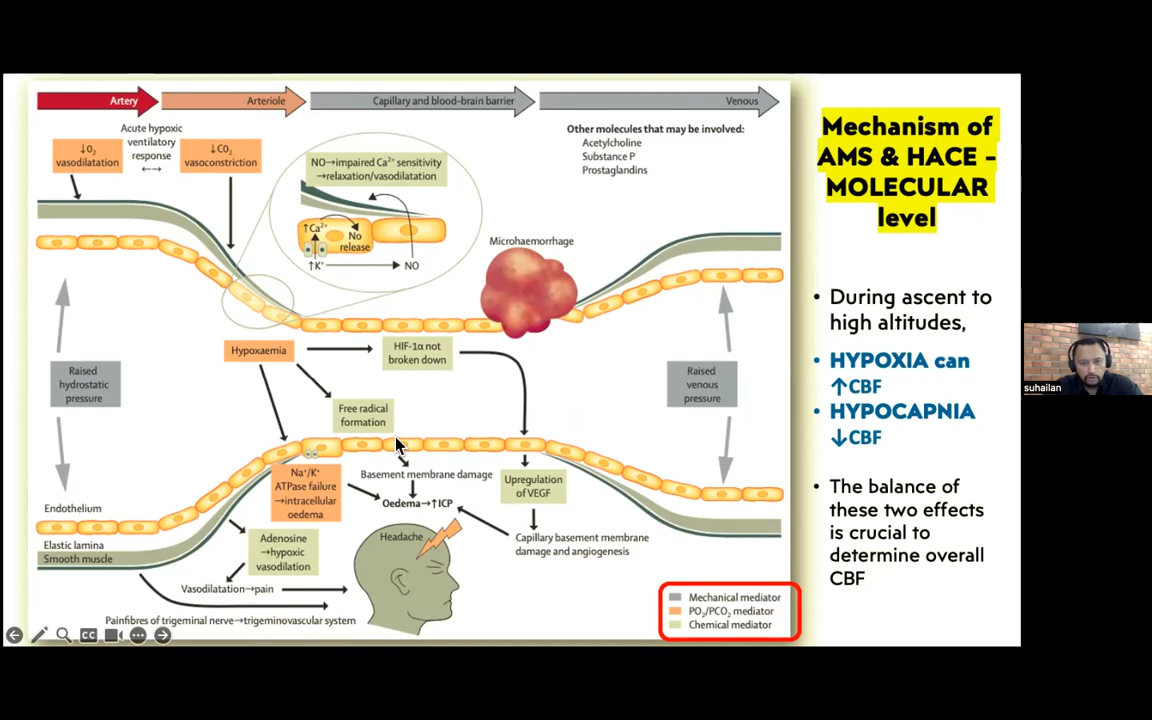 Artery
Arteriole
Capillary and blood–brain barrier
Venous
↓O₂
vasodilatation
Acute hypoxic
ventilatory
response
←→
↓CO₂
vasoconstriction
NO→impaired Ca²⁺ sensitivity
→relaxation/vasodilatation
↑Ca²⁺
No
release
↑K⁺
NO
Other molecules that may be involved:
Acetylcholine
Substance P
Prostaglandins
Microhaemorrhage
Hypoxaemia
HIF-1α not
broken down
Raised
hydrostatic
pressure
Raised
venous
pressure
Free radical
formation
Na⁺/K⁺
ATPase failure
→intracellular
oedema
Basement membrane damage
Oedema→↑ICP
Upregulation
of VEGF
Endothelium
Elastic lamina
Smooth muscle
Adenosine
→hypoxic
vasodilation
Headache
Capillary basement membrane
damage and angiogenesis
Vasodilatation→pain
Painfibres of trigeminal nerve→trigeminovascular system
Mechanical mediator
PO₂/PCO₂ mediator
Chemical mediator
CC
Mechanism of
AMS & HACE -
MOLECULAR
level
• During ascent to
high altitudes,
• HYPOXIA can
↑CBF
• HYPOCAPNIA
↓CBF
• The balance of
these two effects
is crucial to
determine overall
CBF
suhailan